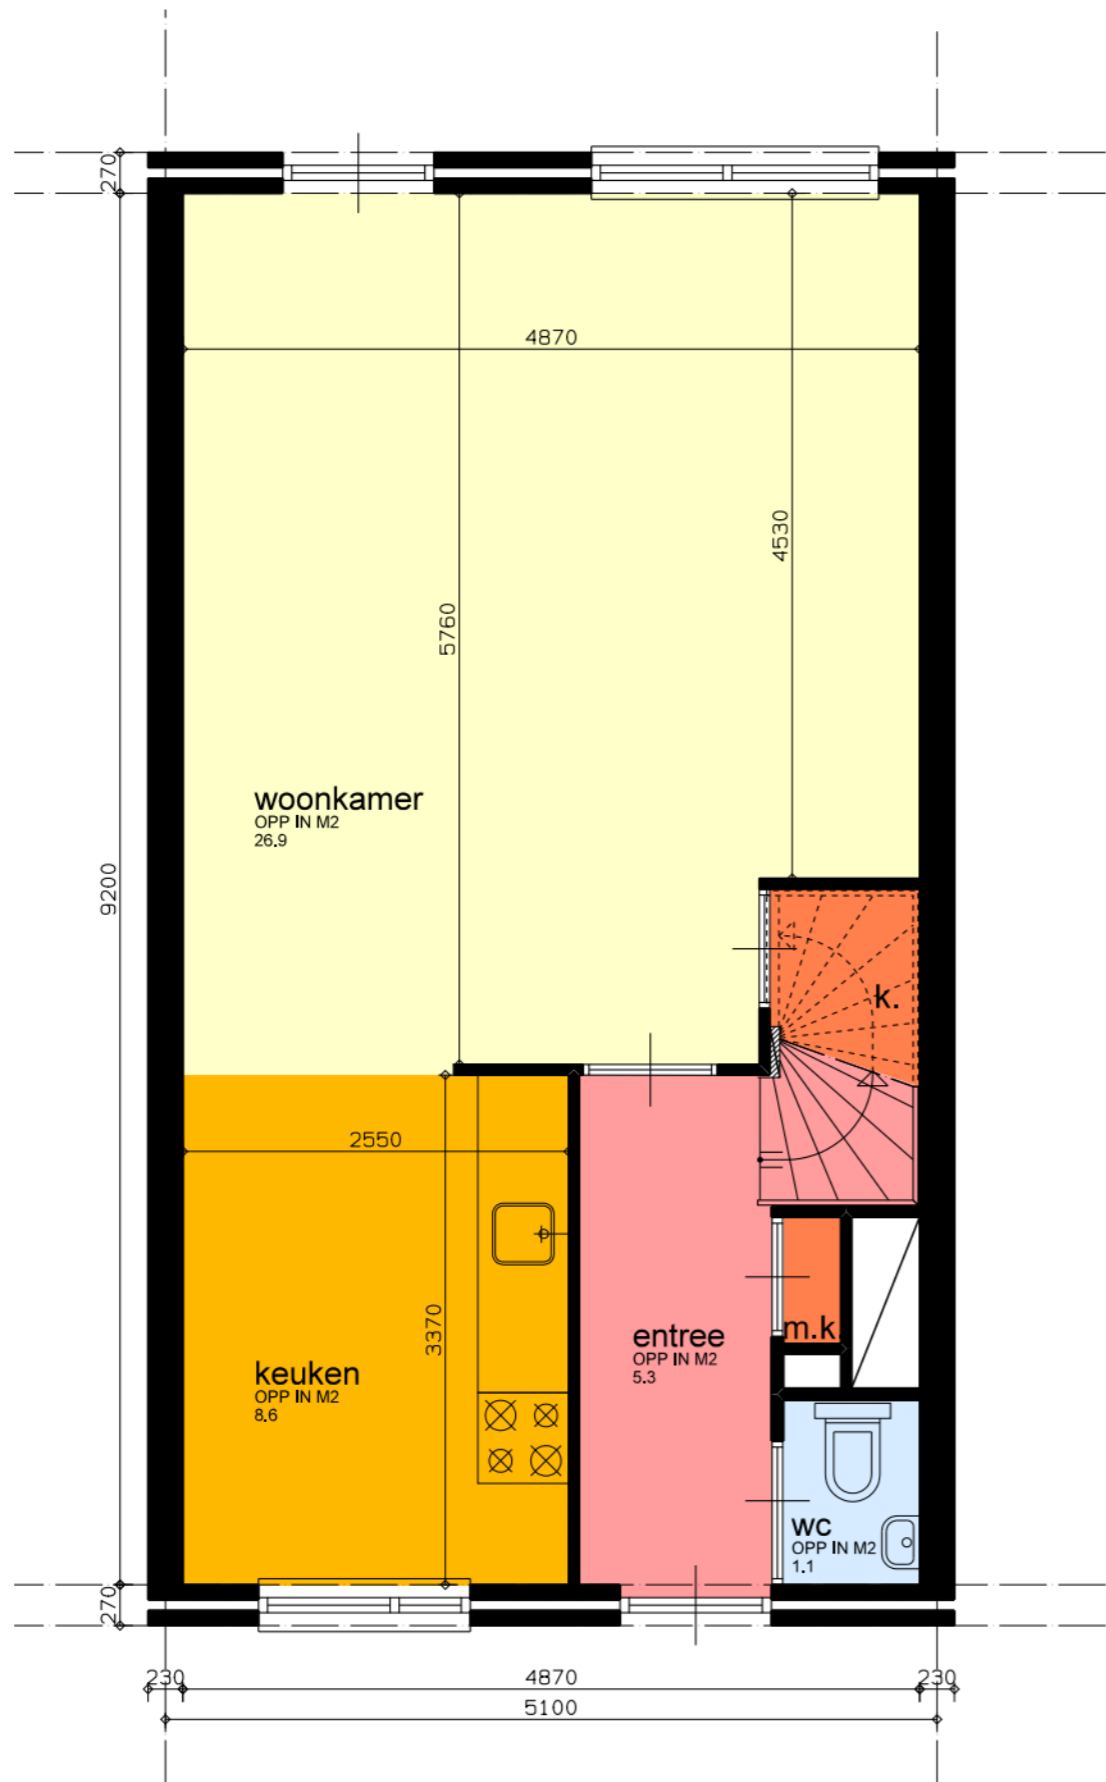 270
4870
4530
5760
woonkamer
OPP IN M2
26.9
9200
k.
2550
3370
entree
OPP IN M2
5.3
m.k.
keuken
OPP IN M2
8.6
wc
OPP IN M2
1.1
270
230
4870
230
5100